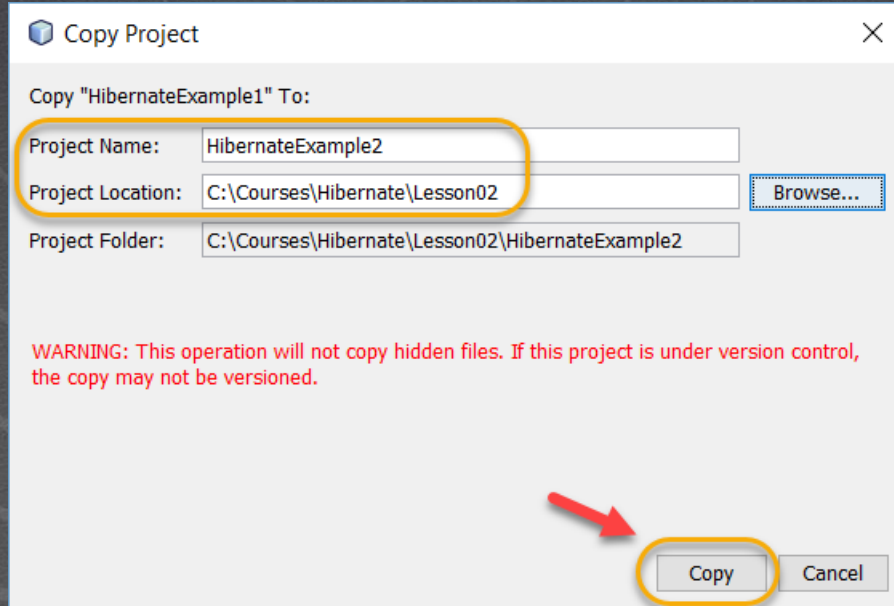 Copy Project
Copy "HibernateExample1" To:
Project Name: HibernateExample2
Project Location: C:\Courses\Hibernate\Lesson02 Browse...
Project Folder: C:\Courses\Hibernate\Lesson02\HibernateExample2
WARNING: This operation will not copy hidden files. If this project is under version control,
the copy may not be versioned.
Copy Cancel